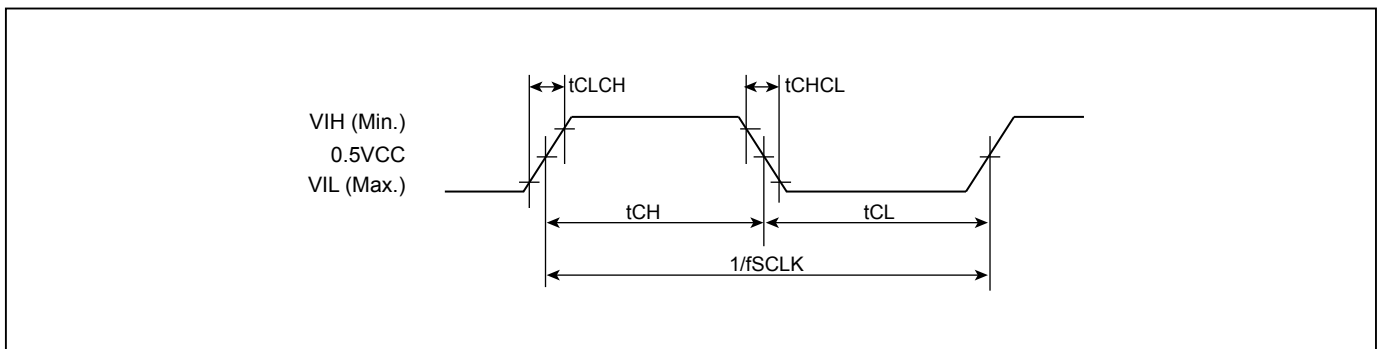 tCLCH
tCHCL
VIH (Min.)
0.5VCC
VIL (Max.)
tCH
tCL
1/fSCLK